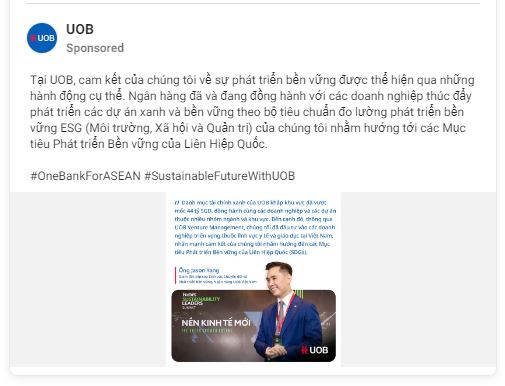 UOB
UOB
Sponsored
Tại UOB, cam kết của chúng tôi về sự phát triển bền vững được thể hiện qua những
hành động cụ thể. Ngân hàng đã và đang đồng hành với các doanh nghiệp thúc đẩy
phát triển các dự án xanh và bền vững theo bộ tiêu chuẩn đo lường phát triển bền
vững ESG (Môi trường, Xã hội và Quản trị) của chúng tôi nhằm hướng tới các Mục
tiêu Phát triển Bền vững của Liên Hiệp Quốc.
#OneBankForASEAN #SustainableFutureWithUOB
Danh mục tài chính xanh của UOB khắp khu vực đã vượt
mốc 44 tỷ SGD, đồng hành cùng các doanh nghiệp và các dự án
thuộc nhiều nhóm ngành và khu vực. Bên cạnh đó, thông qua
UOB Venture Management, chúng tôi đã đầu tư vào các doanh
nghiệp triển vọng thuộc lĩnh vực y tế và giáo dục tại Việt Nam,
nhấn mạnh cam kết của chúng tôi nhằm hướng đến các Mục
tiêu Phát triển Bền vững của Liên Hiệp Quốc (SDGs).
Ông Jason Yang
SUSTAINABILITY
LEADERS
SUMMIT
NỀN KINH TẾ MỚI
UOB